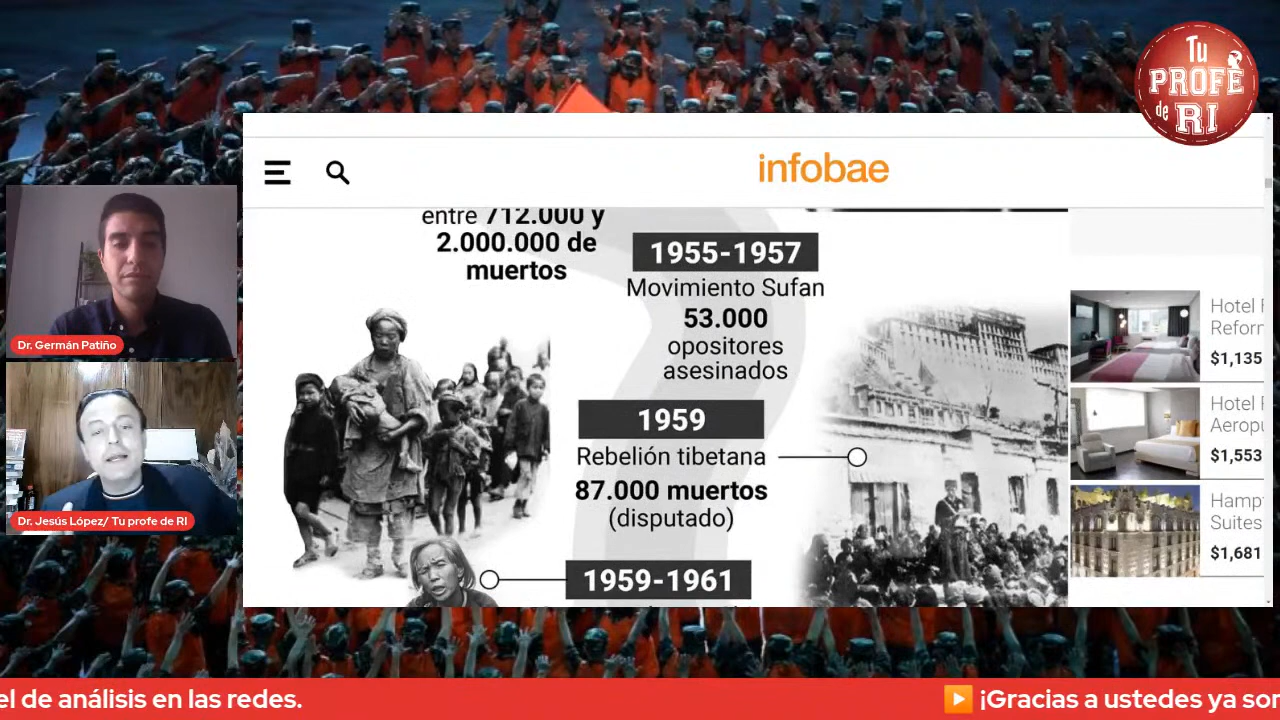 Tu
PROFE
de RI
infobae
entre 712.000 y
2.000.000 de
muertos
1955-1957
Movimiento Sufan
53.000
opositores
asesinados
1959
Rebelión tibetana
87.000 muertos
(disputado)
1959-1961
Hotel
Refor
$1,135
Hotel
Aerop
$1,553
Hamp
Suites
$1,681
Dr. Germán Patiño
Dr. Jesús López/ Tu profe de RI
el de análisis en las redes.
¡Gracias a ustedes ya so